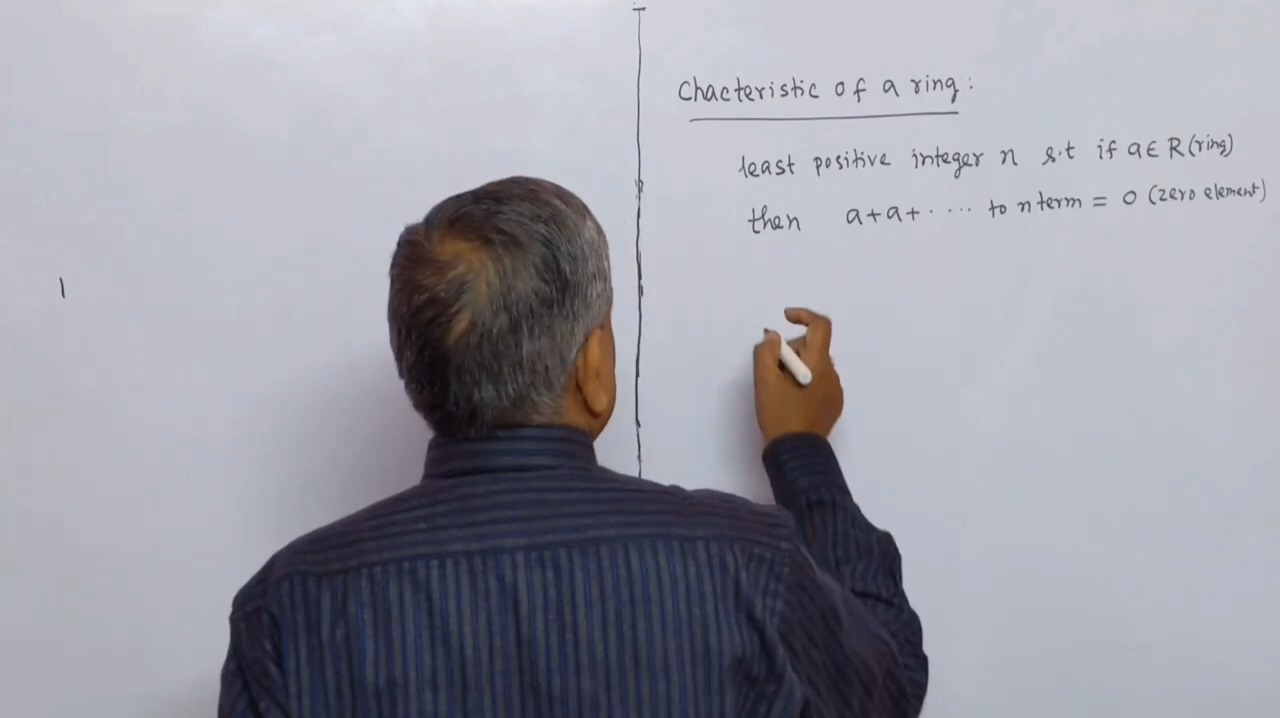 Chacteristic of a ring:
least positive integer n s.t if a ∈ R (ring)
then a+a+ ..... to n term = 0 (zero element)